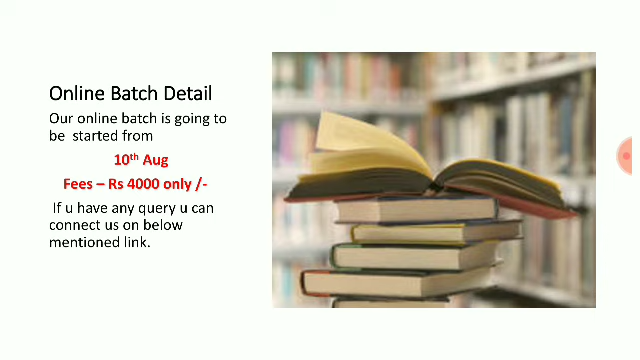 Online Batch Detail
Our online batch is going to
be started from
10th Aug
Fees – Rs 4000 only /-
If u have any query u can
connect us on below
mentioned link.